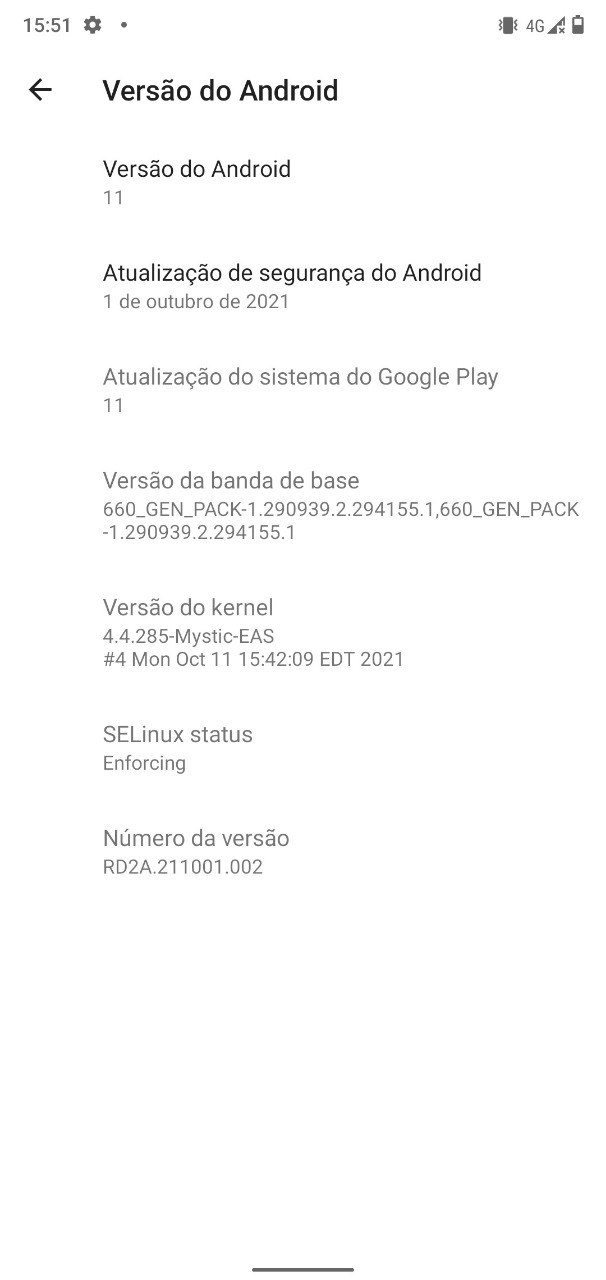 15:51
4G
Versão do Android
Versão do Android
11
Atualização de segurança do Android
1 de outubro de 2021
Atualização do sistema do Google Play
11
Versão da banda de base
660_GEN_PACK-1.290939.2.294155.1,660_GEN_PACK
-1.290939.2.294155.1
Versão do kernel
4.4.285-Mystic-EAS
#4 Mon Oct 11 15:42:09 EDT 2021
SELinux status
Enforcing
Número da versão
RD2A.211001.002